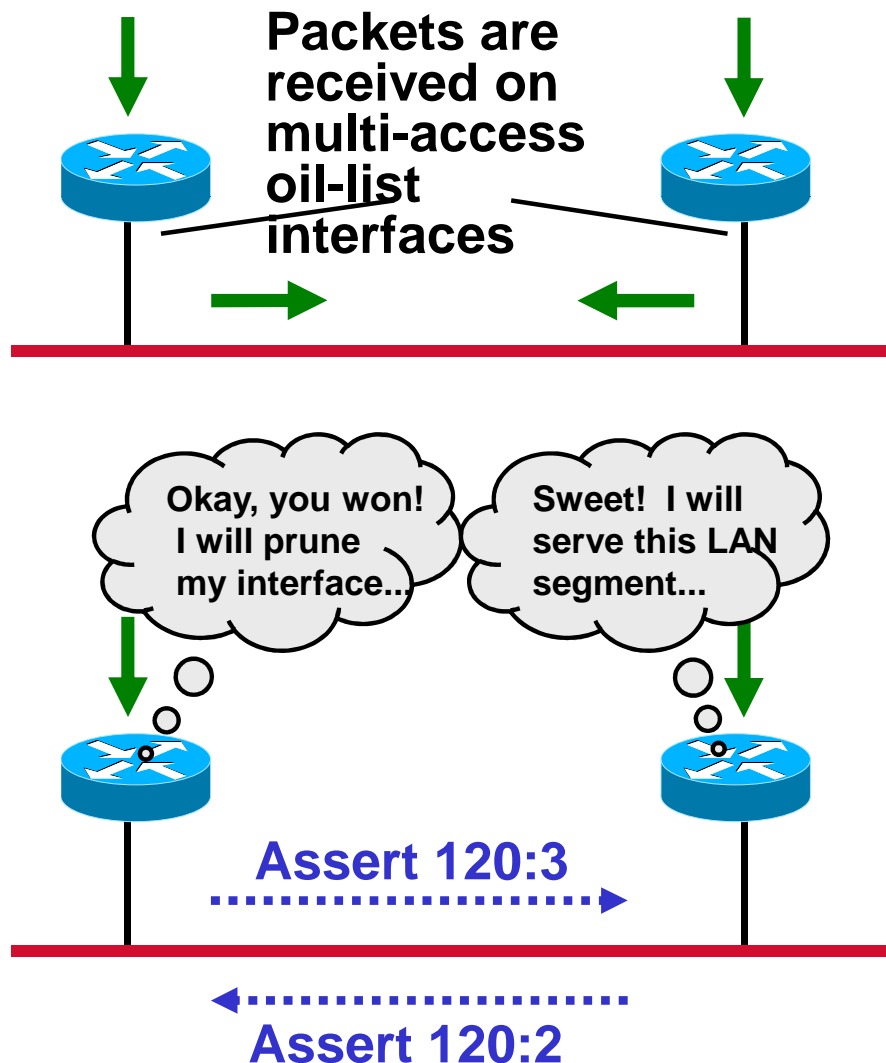 Packets are
received on
multi-access
oil-list
interfaces
Okay, you won!
I will prune
my interface...
Sweet! I will
serve this LAN
segment...
Assert 120:3
Assert 120:2